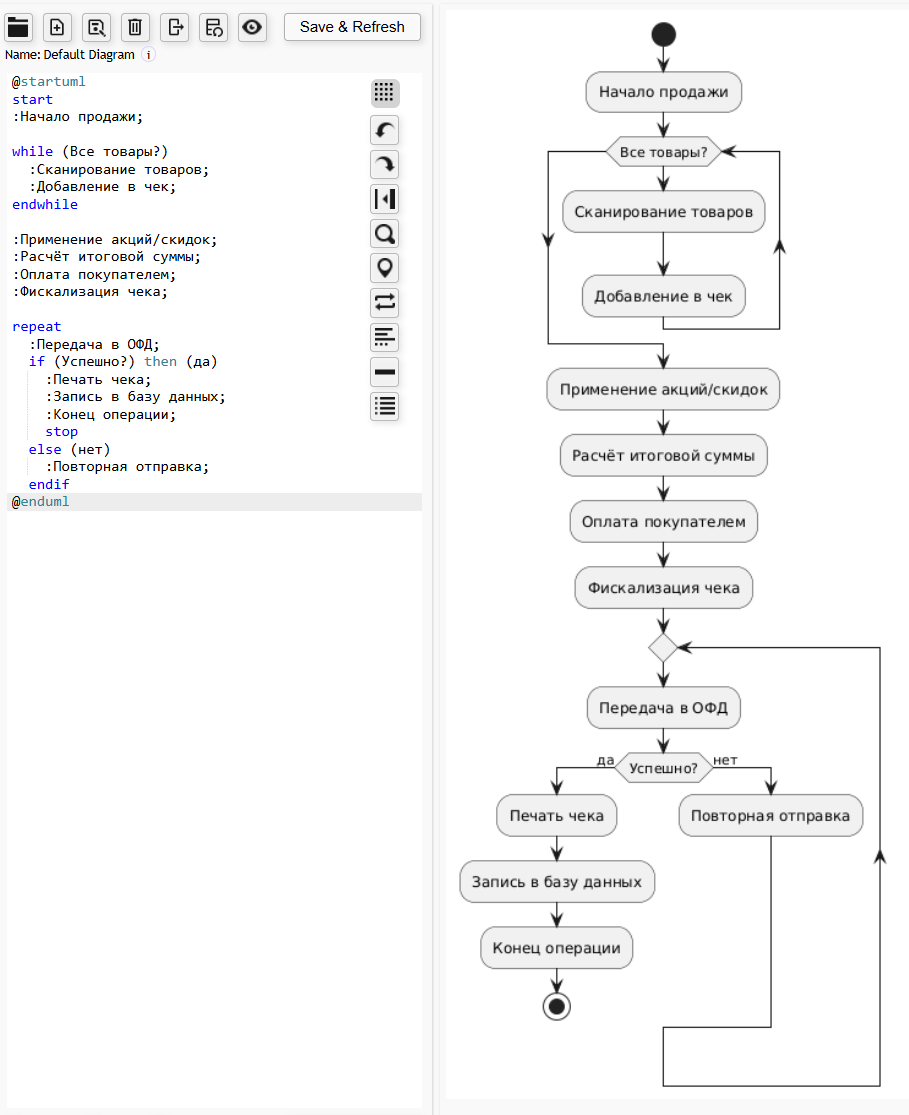 Save & Refresh
Name: Default Diagram i
@startuml
start
:Начало продажи;
while (Все товары?)
:Сканирование товаров;
:Добавление в чек;
endwhile
:Применение акций/скидок;
:Расчёт итоговой суммы;
:Оплата покупателем;
:Фискализация чека;
repeat
:Передача в ОФД;
if (Успешно?) then (да)
:Печать чека;
:Запись в базу данных;
:Конец операции;
stop
else (нет)
:Повторная отправка;
endif
@enduml
Начало продажи
Все товары?
Сканирование товаров
Добавление в чек
Применение акций/скидок
Расчёт итоговой суммы
Оплата покупателем
Фискализация чека
Передача в ОФД
да Успешно? нет
Печать чека Повторная отправка
Запись в базу данных
Конец операции